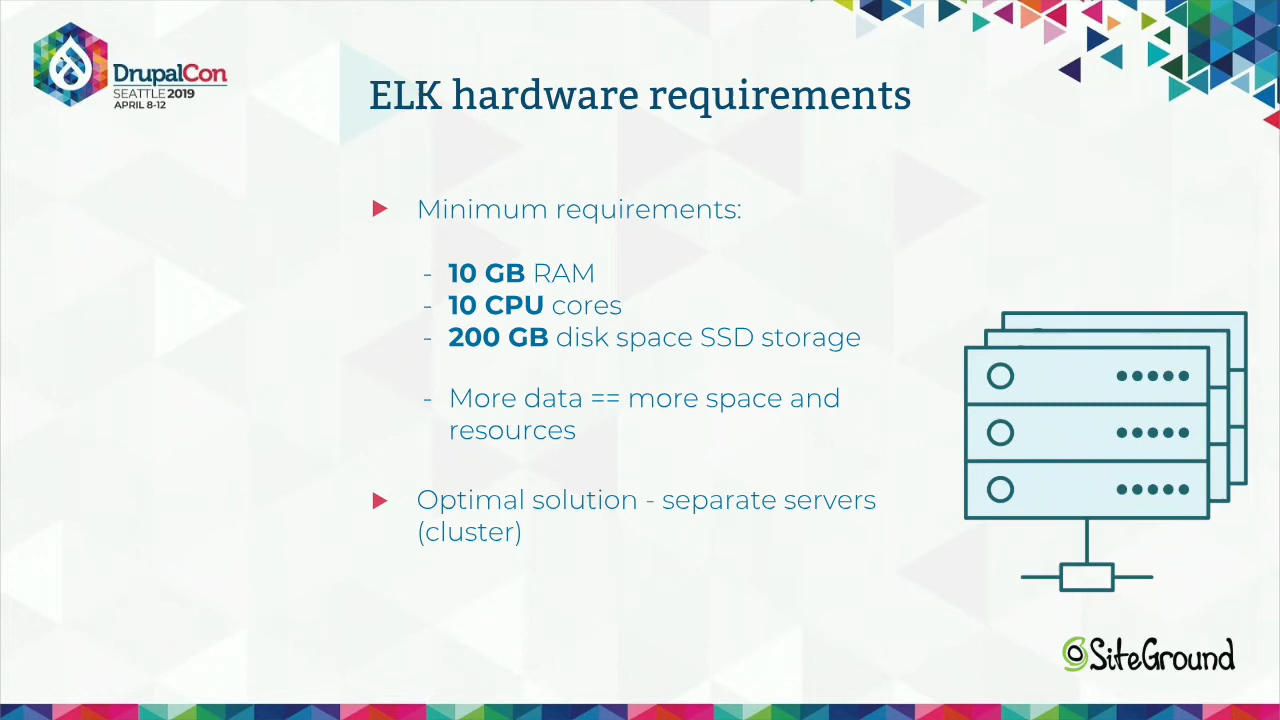 DrupalCon
SEATTLE 2019
APRIL 8-12
ELK hardware requirements
Minimum requirements:
- 10 GB RAM
- 10 CPU cores
- 200 GB disk space SSD storage
- More data == more space and
resources
Optimal solution - separate servers
(cluster)
SiteGround